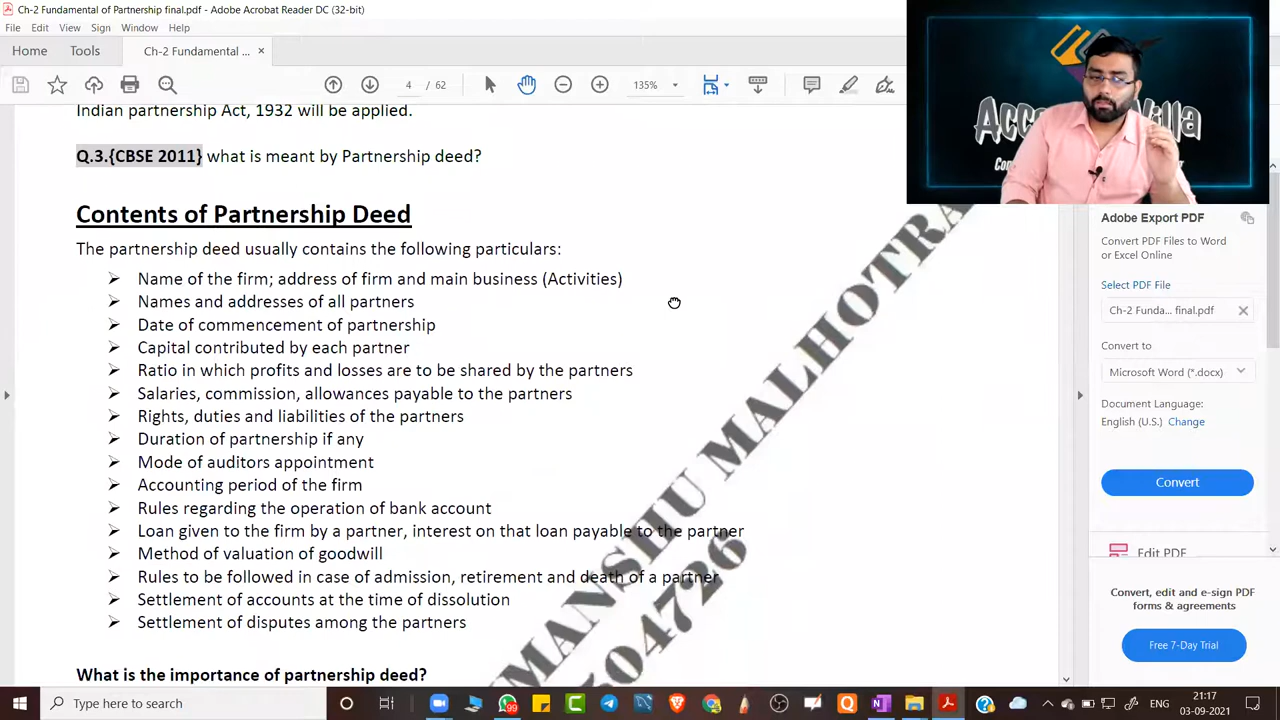 Ch-2 Fundamental of Partnership final.pdf - Adobe Acrobat Reader DC (32-bit)
File Edit View Sign Window Help
Home Tools Ch-2 Fundamental ... ×
4 / 62 135%
Indian partnership Act, 1932 will be applied.
Q.3.{CBSE 2011} what is meant by Partnership deed?
Contents of Partnership Deed
The partnership deed usually contains the following particulars:
➢ Name of the firm; address of firm and main business (Activities)
➢ Names and addresses of all partners
➢ Date of commencement of partnership
➢ Capital contributed by each partner
➢ Ratio in which profits and losses are to be shared by the partners
➢ Salaries, commission, allowances payable to the partners
➢ Rights, duties and liabilities of the partners
➢ Duration of partnership if any
➢ Mode of auditors appointment
➢ Accounting period of the firm
➢ Rules regarding the operation of bank account
➢ Loan given to the firm by a partner, interest on that loan payable to the partner
➢ Method of valuation of goodwill
➢ Rules to be followed in case of admission, retirement and death of a partner
➢ Settlement of accounts at the time of dissolution
➢ Settlement of disputes among the partners
What is the importance of partnership deed?
MANSHU MALHOTRA
504726
Adobe Export PDF
Convert PDF Files to Word
or Excel Online
Select PDF File
Ch-2 Funda... final.pdf
Convert to
Microsoft Word (*.docx)
Document Language:
English (U.S.) Change
Convert
Edit PDF
Convert, edit and e-sign PDF
forms & agreements
Free 7-Day Trial
Type here to search
99
ENG
21:17
03-09-2021